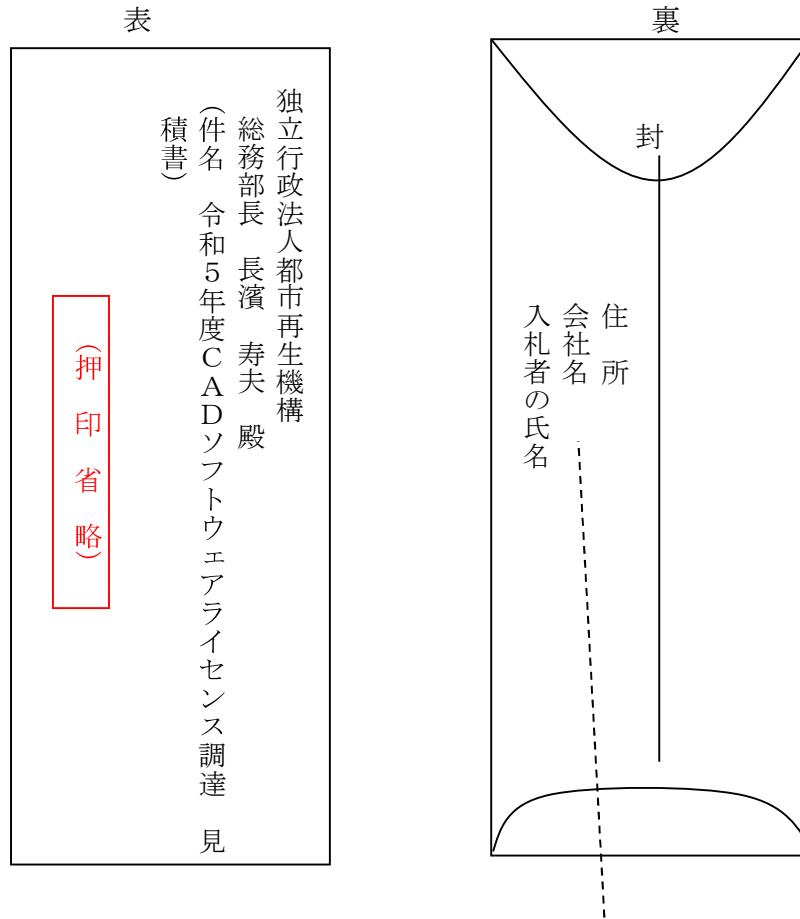 表
独立行政法人都市再生機構
総務部長　長濱　寿夫　殿
（件名　令和５年度ＣＡＤソフトウェアライセンス調達　見
積書）
（押　印　省　略）
裏
封
住　所
会社名
入札者の氏名